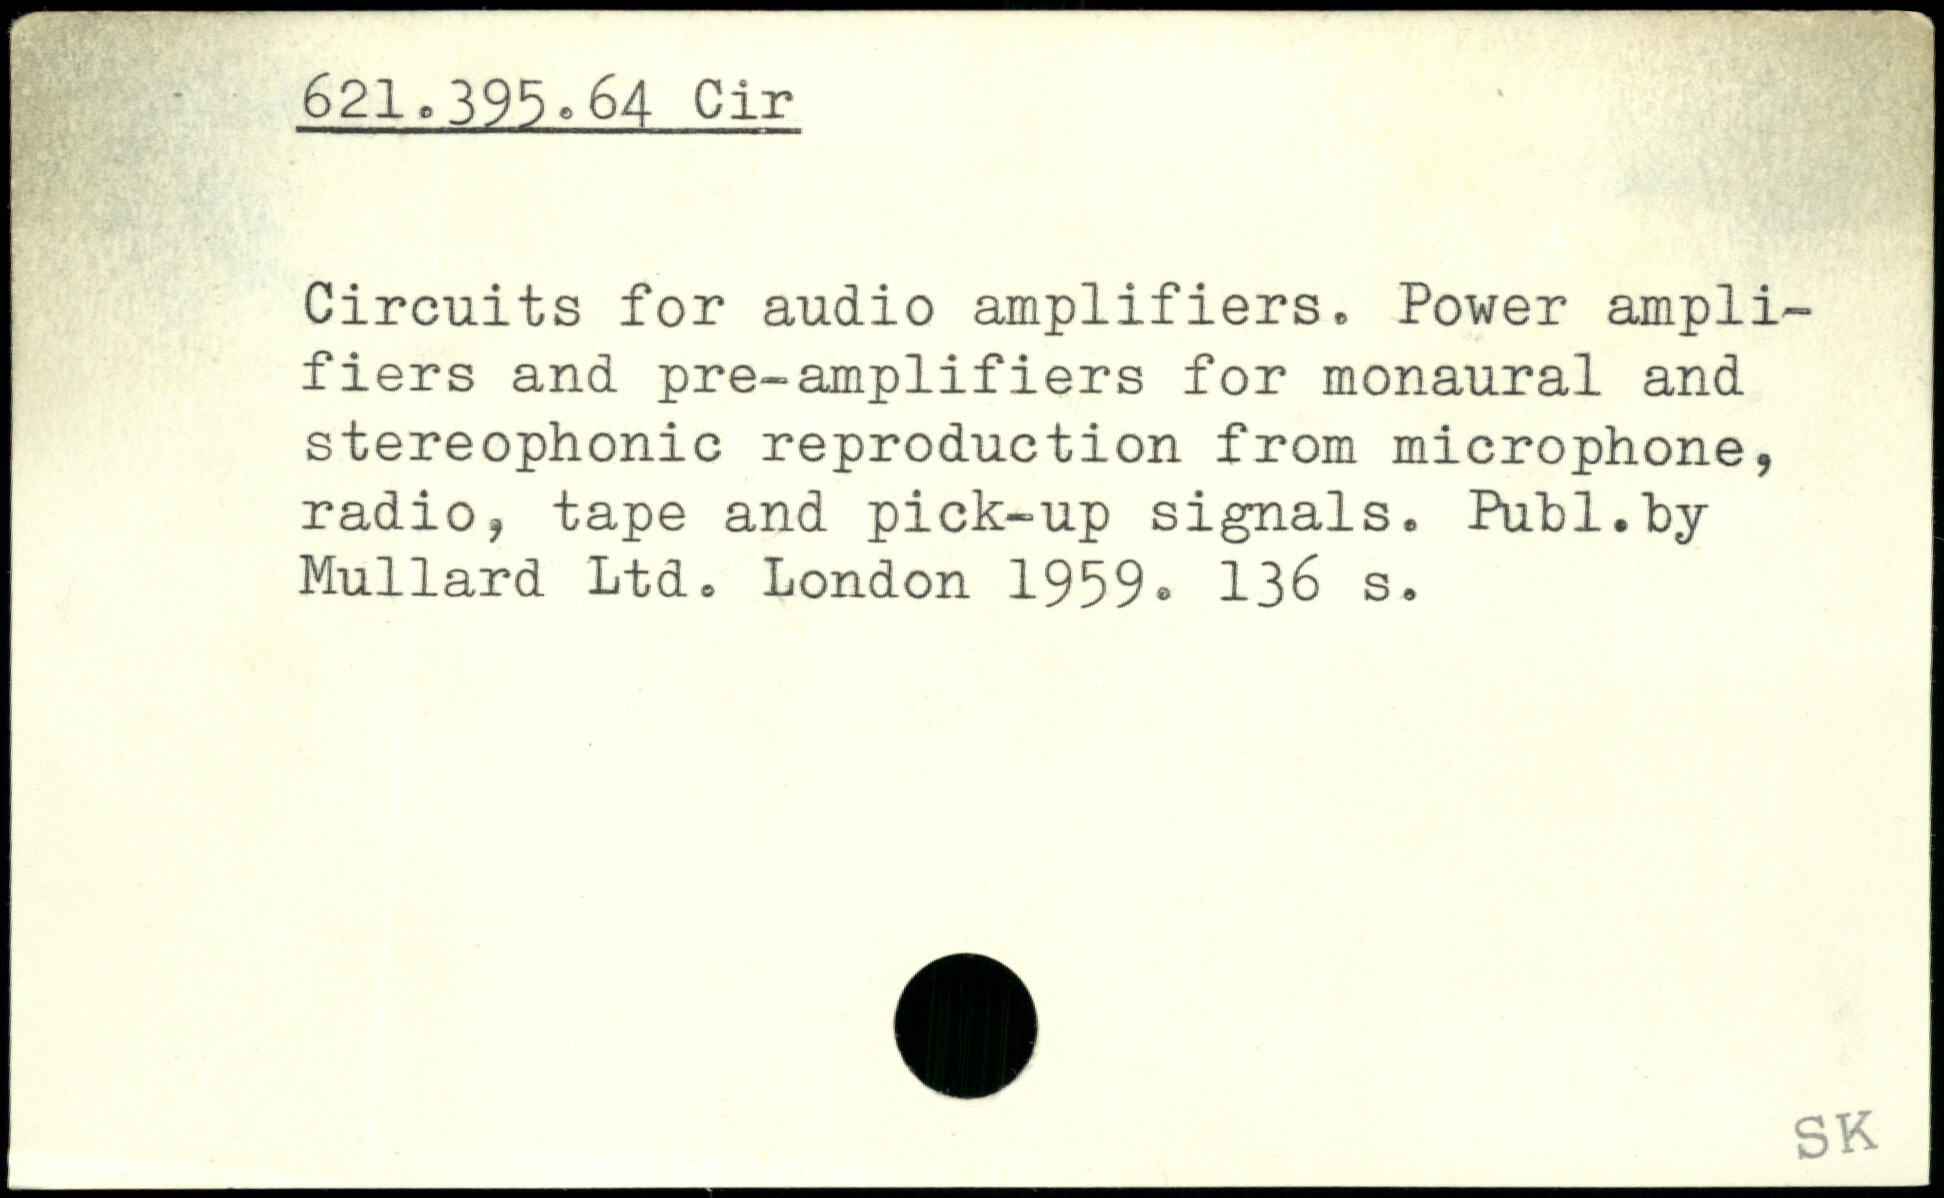 621.395.64 Cir
Circuits for audio amplifiers. Power ampli-
fiers and pre-amplifiers for monaural and
stereophonic reproduction from microphone,
radio, tape and pick-up signals. Publ.by
Mullard Ltd. London 1959. 136 s.
SK